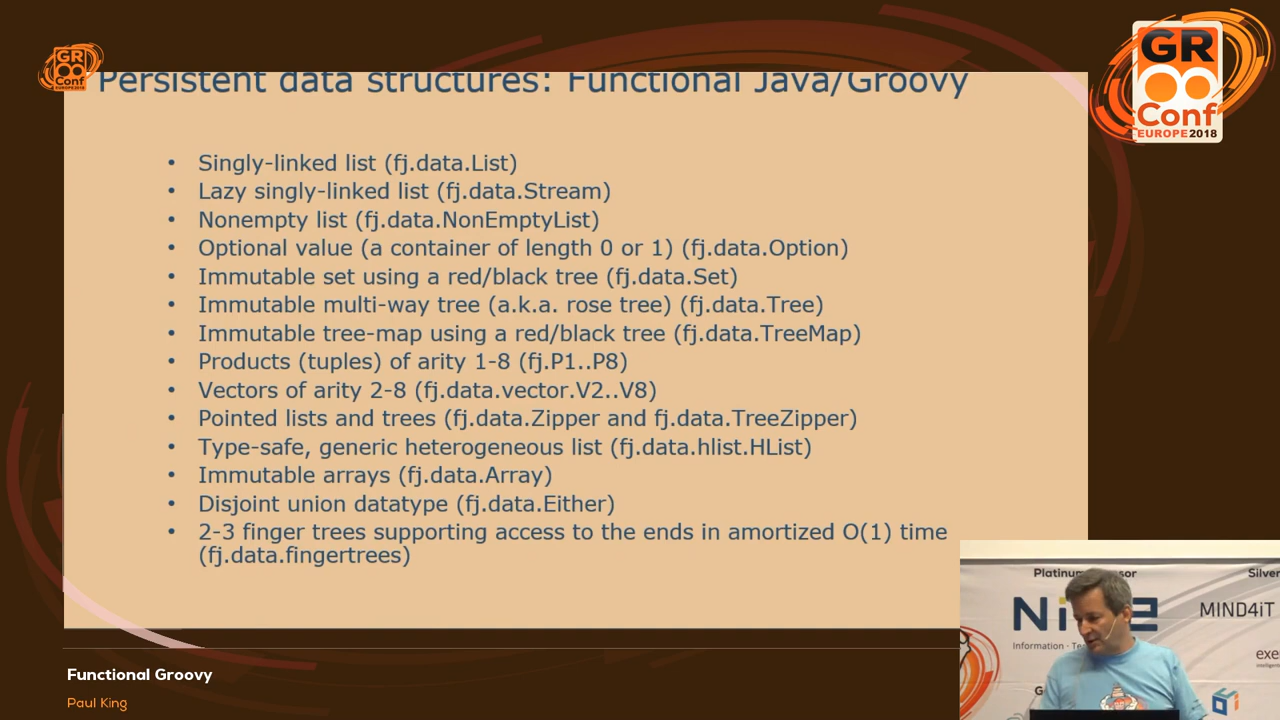 GR
Conf
EUROPE2018
Persistent data structures: Functional Java/Groovy
GR
Conf
EUROPE2018
• Singly-linked list (fj.data.List)
• Lazy singly-linked list (fj.data.Stream)
• Nonempty list (fj.data.NonEmptyList)
• Optional value (a container of length 0 or 1) (fj.data.Option)
• Immutable set using a red/black tree (fj.data.Set)
• Immutable multi-way tree (a.k.a. rose tree) (fj.data.Tree)
• Immutable tree-map using a red/black tree (fj.data.TreeMap)
• Products (tuples) of arity 1-8 (fj.P1..P8)
• Vectors of arity 2-8 (fj.data.vector.V2..V8)
• Pointed lists and trees (fj.data.Zipper and fj.data.TreeZipper)
• Type-safe, generic heterogeneous list (fj.data.hlist.HList)
• Immutable arrays (fj.data.Array)
• Disjoint union datatype (fj.data.Either)
• 2-3 finger trees supporting access to the ends in amortized O(1) time
(fj.data.fingertrees)
MIND4iT
Functional Groovy
Paul King